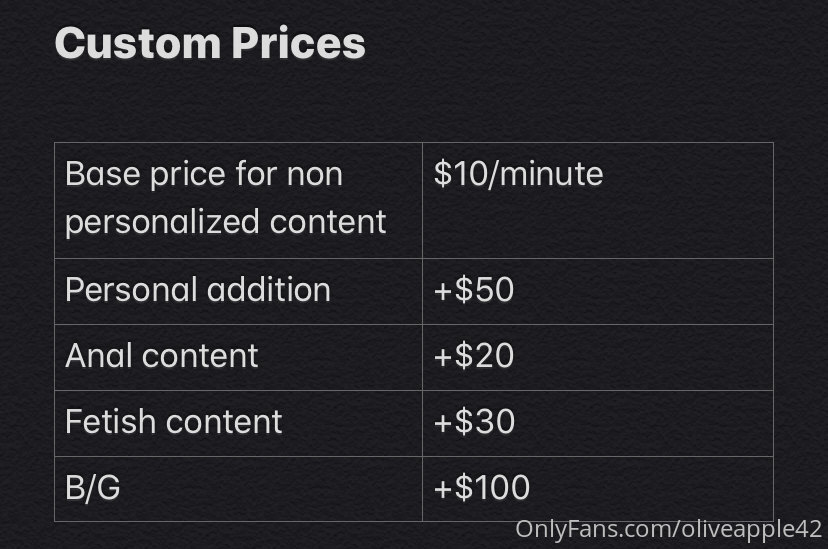 Custom Prices
Base price for non
personalized content
$10/minute
Personal addition
+$50
Anal content
+$20
Fetish content
+$30
B/G
+$100
OnlyFans.com/oliveapple42